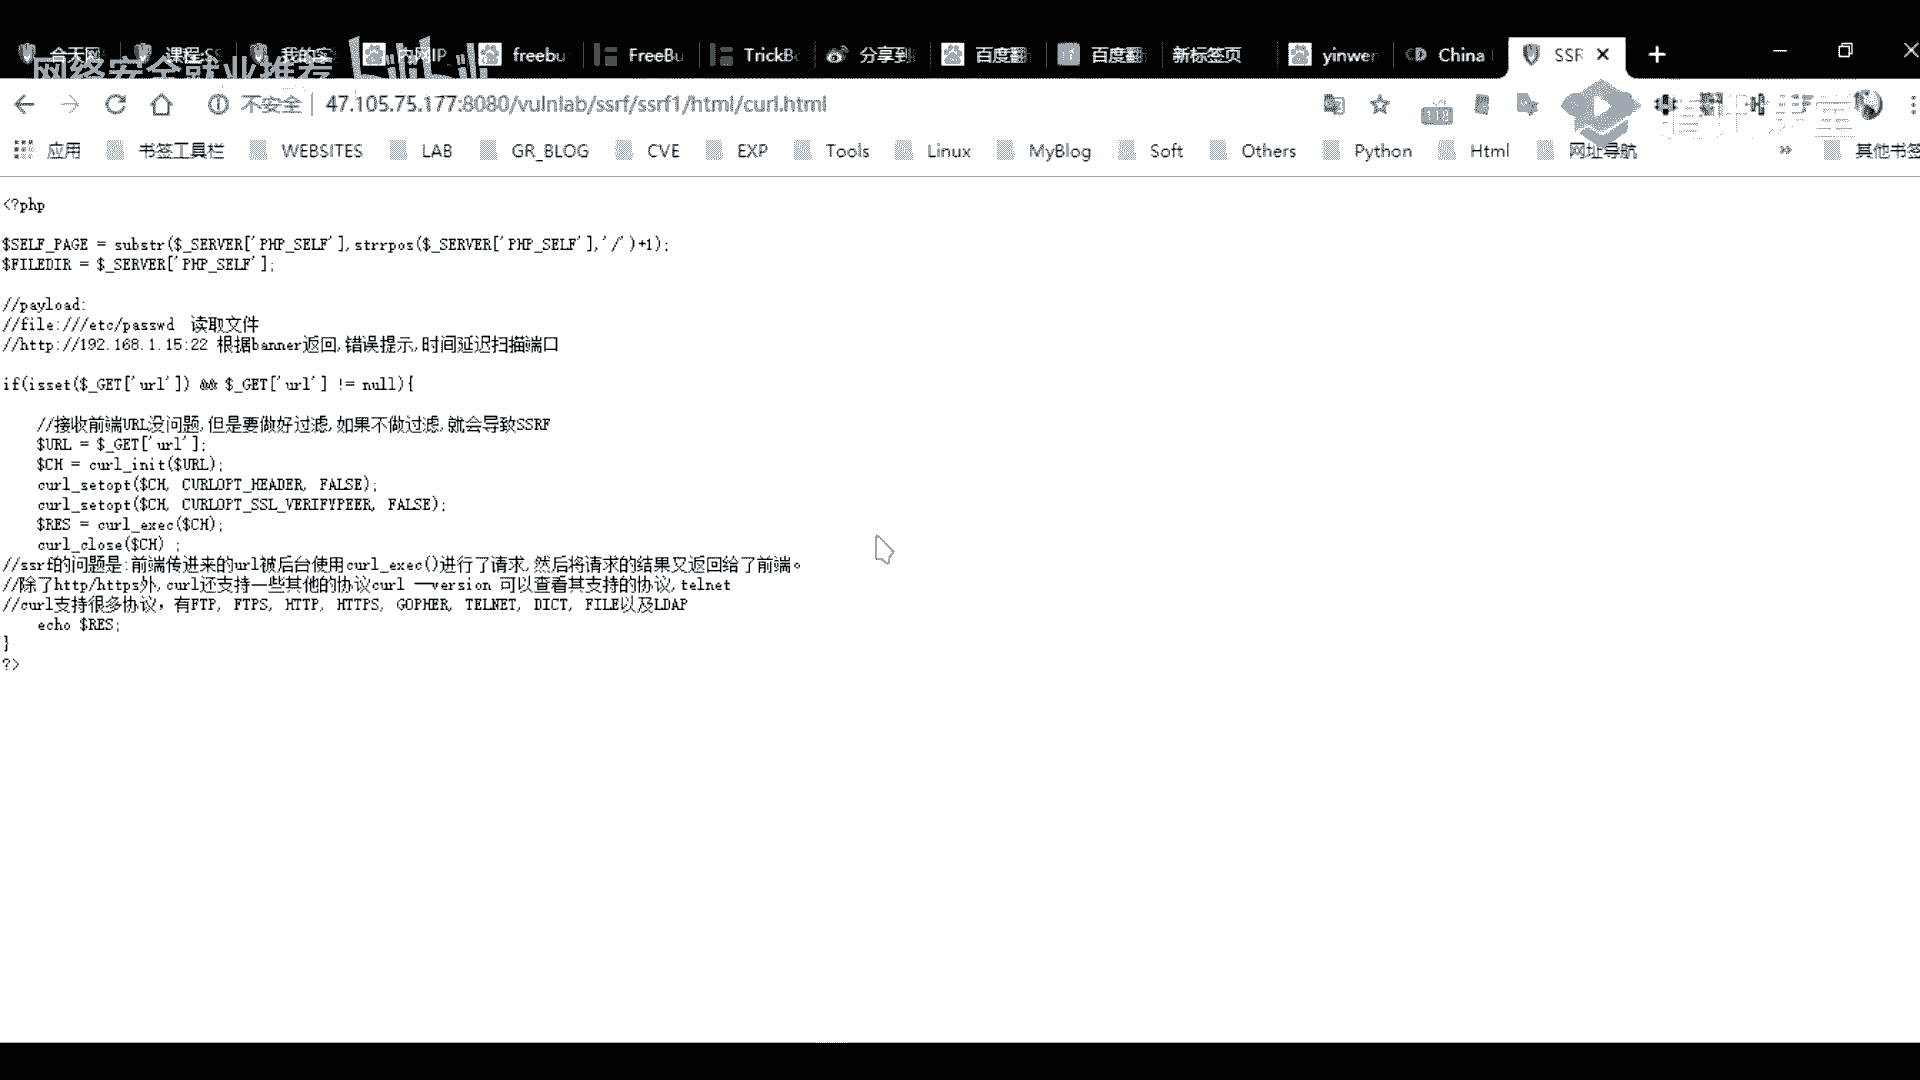 合天网 课程:SS 我的实 内网IP freebu FreeBu TrickBo 分享到 百度翻 百度翻 新标签页 yinwen China SSR
网络安全就业推荐 bilibili
不安全 47.105.75.177:8080/vulnlab/ssrf/ssrf1/html/curl.html 118
腾讯课堂
应用 书签工具栏 WEBSITES LAB GR_BLOG CVE EXP Tools Linux MyBlog Soft Others Python Html 网址导航 » 其他书签
<?php
$SELF_PAGE = substr($_SERVER['PHP_SELF'],strrpos($_SERVER['PHP_SELF'],'/')+1);
$FILEDIR = $_SERVER['PHP_SELF'];
//payload:
//file:///etc/passwd 读取文件
//http://192.168.1.15:22 根据banner返回,错误提示,时间延迟扫描端口
if(isset($_GET['url']) && $_GET['url'] != null){
//接收前端URL没问题,但是要做好过滤,如果不做过滤,就会导致SSRF
$URL = $_GET['url'];
$CH = curl_init($URL);
curl_setopt($CH, CURLOPT_HEADER, FALSE);
curl_setopt($CH, CURLOPT_SSL_VERIFYPEER, FALSE);
$RES = curl_exec($CH);
curl_close($CH) ;
//ssrf的问题是:前端传进来的url被后台使用curl_exec()进行了请求,然后将请求的结果又返回给了前端。
//除了http/https外,curl还支持一些其他的协议curl --version 可以查看其支持的协议,telnet
//curl支持很多协议，有FTP, FTPS, HTTP, HTTPS, GOPHER, TELNET, DICT, FILE以及LDAP
echo $RES;
}
?>